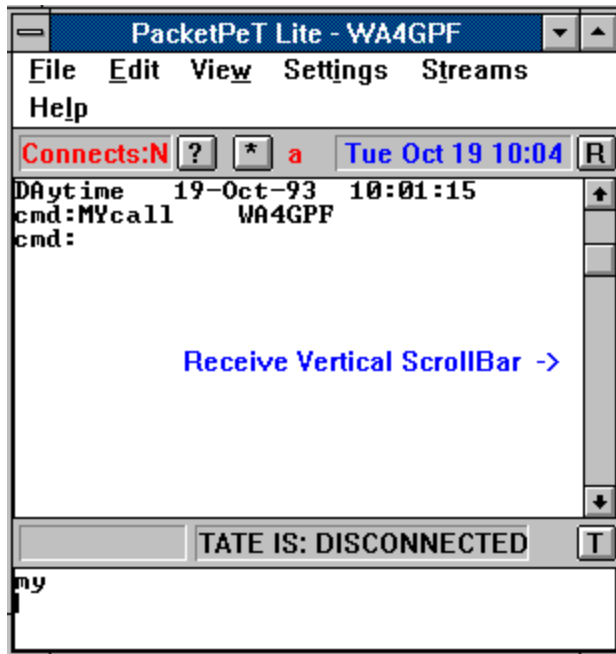 PacketPeT Lite - WA4GPF
File Edit View Settings Streams
Help
Connects:N ? * a Tue Oct 19 10:04 R
DAytime 19-Oct-93 10:01:15
cmd:MYcall WA4GPF
cmd:
Receive Vertical ScrollBar ->
TATE IS: DISCONNECTED T
my